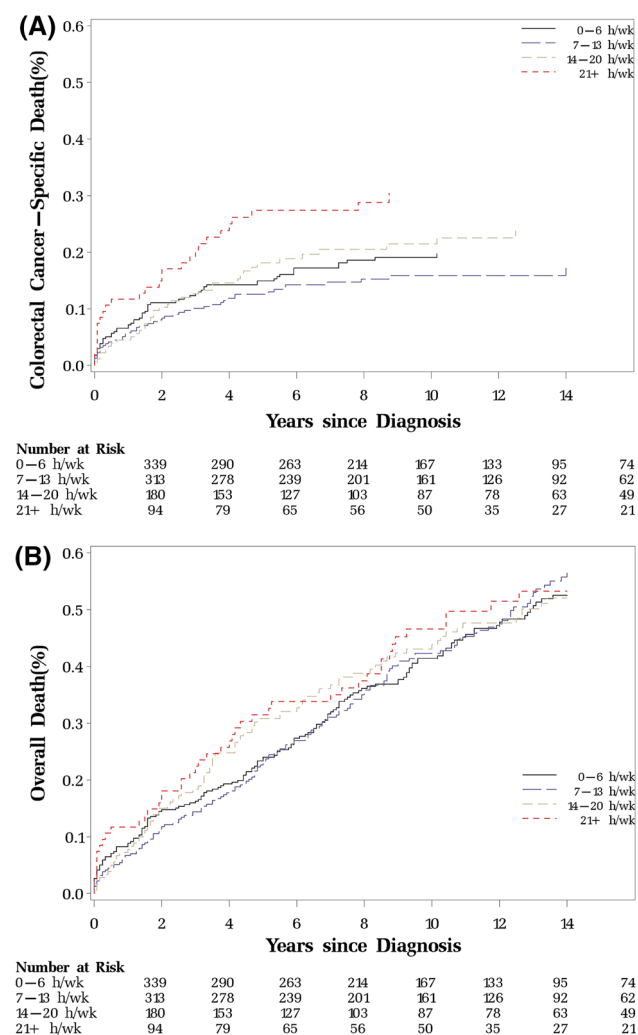 (A)
Colorectal Cancer—Specific Death(%)
0.6
0.5
0.4
0.3
0.2
0.1
0.0
0—6 h/wk
7—13 h/wk
14—20 h/wk
21+ h/wk
0 2 4 6 8 10 12 14
Years since Diagnosis
Number at Risk
0—6 h/wk 339 290 263 214 167 133 95 74
7—13 h/wk 313 278 239 201 161 126 92 62
14—20 h/wk 180 153 127 103 87 78 63 49
21+ h/wk 94 79 65 56 50 35 27 21
(B)
Overall Death(%)
0.6
0.5
0.4
0.3
0.2
0.1
0.0
0—6 h/wk
7—13 h/wk
14—20 h/wk
21+ h/wk
0 2 4 6 8 10 12 14
Years since Diagnosis
Number at Risk
0—6 h/wk 339 290 263 214 167 133 95 74
7—13 h/wk 313 278 239 201 161 126 92 62
14—20 h/wk 180 153 127 103 87 78 63 49
21+ h/wk 94 79 65 56 50 35 27 21